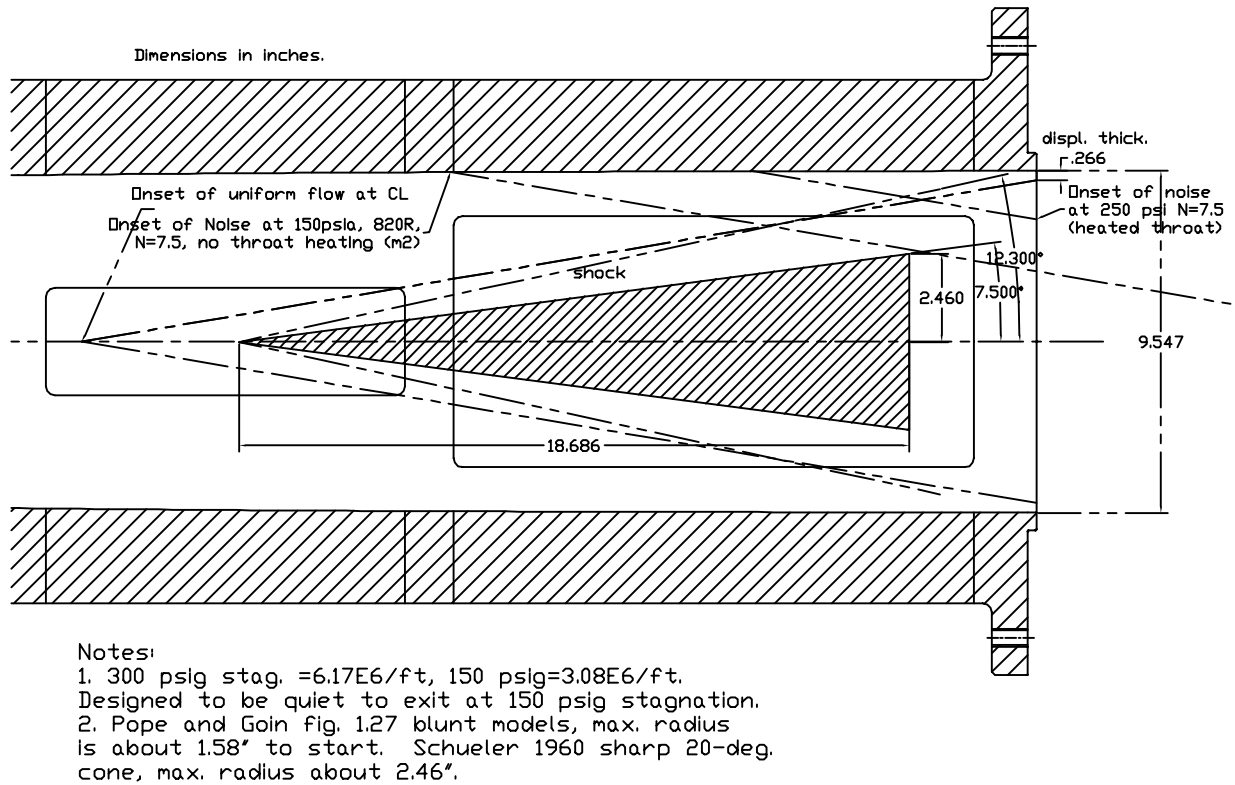 Dimensions in inches.
displ. thick.
.266
Onset of uniform flow at CL
Onset of noise
at 250 psi N=7.5
(heated throat)
Onset of Noise at 150psia, 820R,
N=7.5, no throat heating (m2)
12.300°
shock
2.460
7.500°
9.547
18.686
Notes:
1. 300 psig stag. =6.17E6/ft, 150 psig=3.08E6/ft.
Designed to be quiet to exit at 150 psig stagnation.
2. Pope and Goin fig. 1.27 blunt models, max. radius
is about 1.58" to start.  Schueler 1960 sharp 20-deg.
cone, max. radius about 2.46".